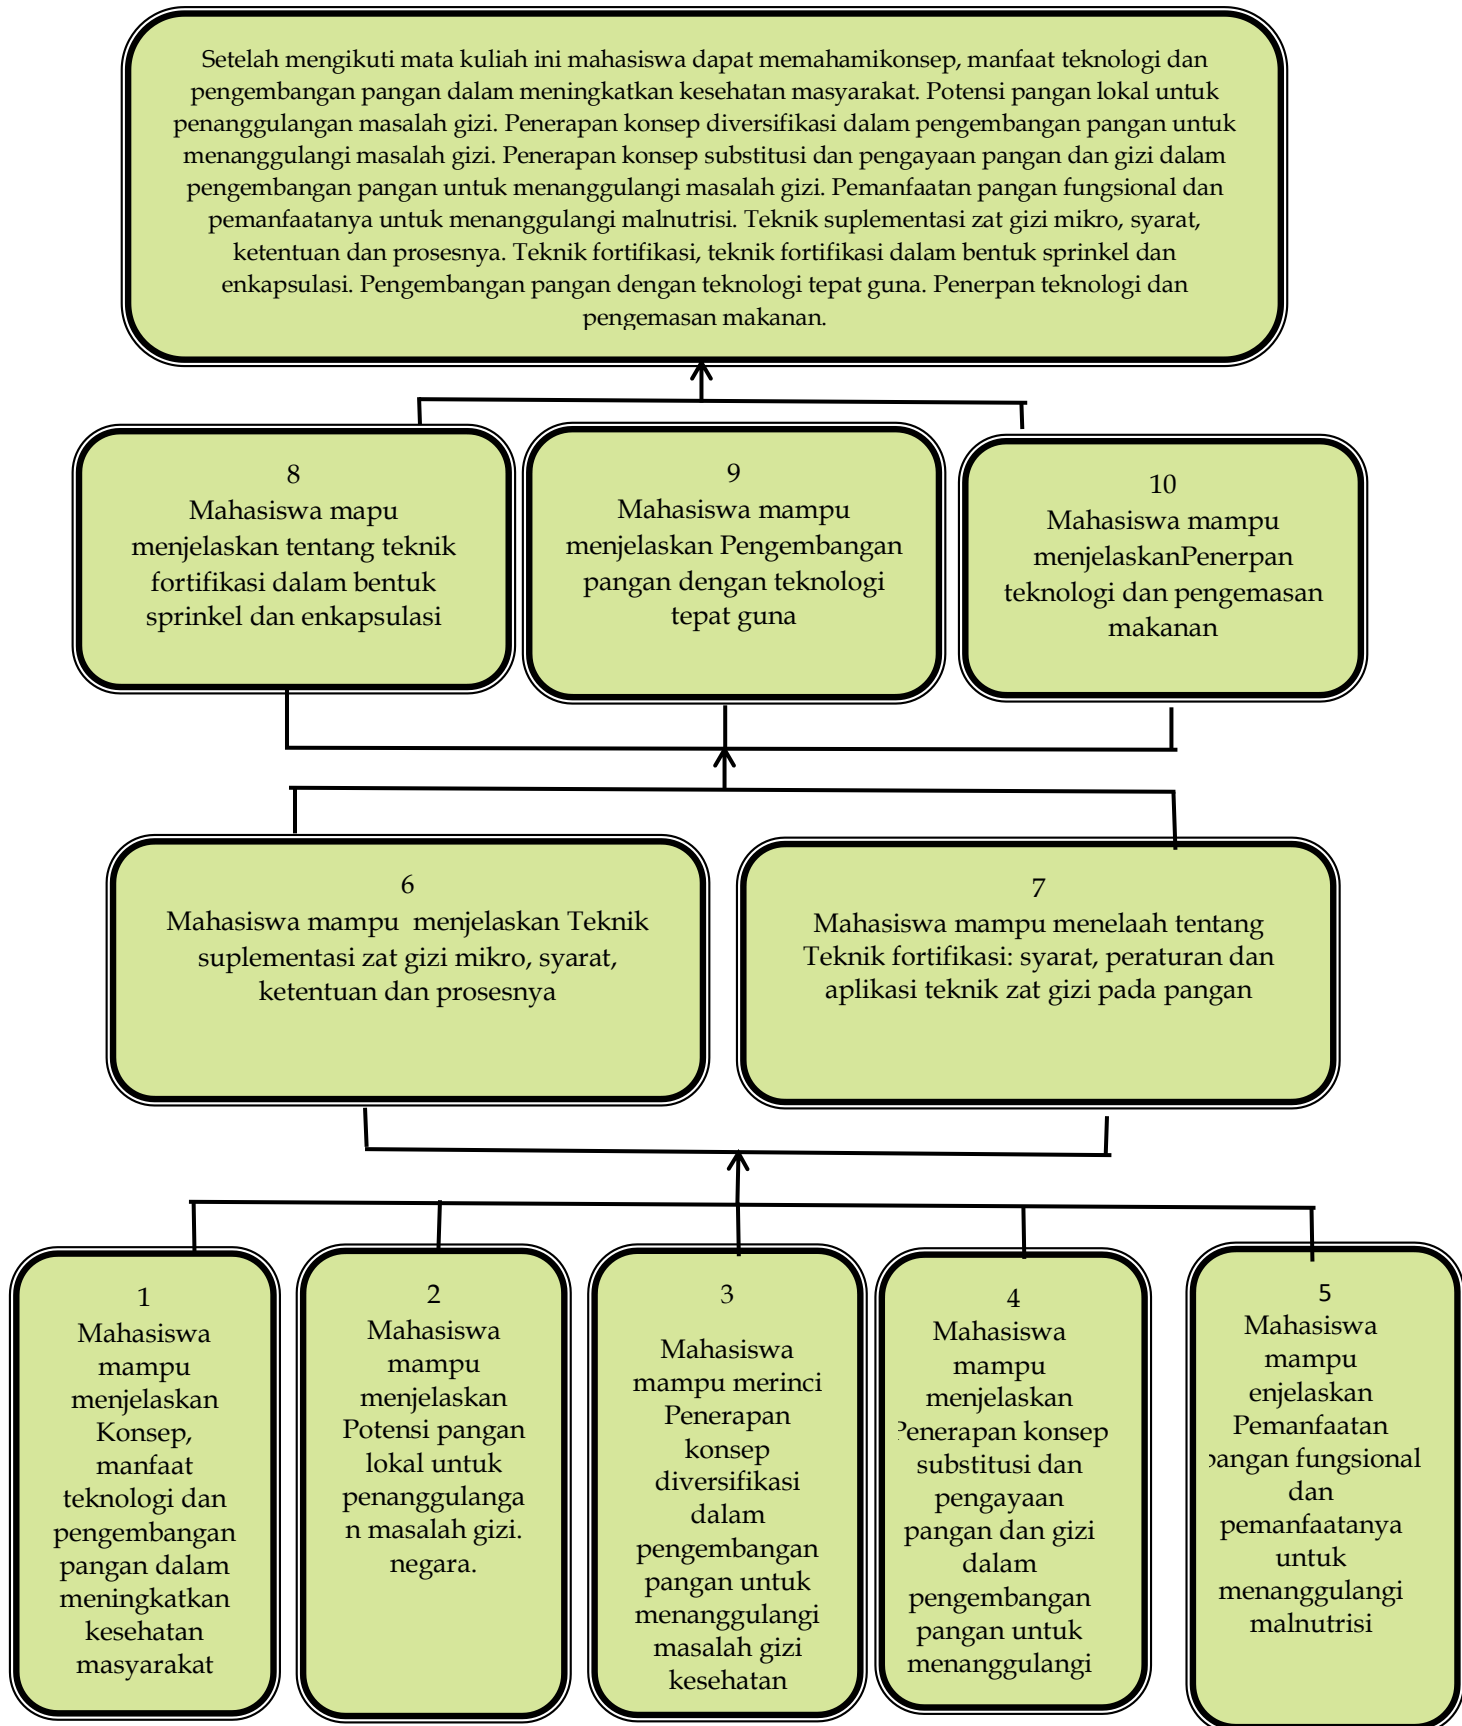 Setelah mengikuti mata kuliah ini mahasiswa dapat memahamikonsep, manfaat teknologi dan
pengembangan pangan dalam meningkatkan kesehatan masyarakat. Potensi pangan lokal untuk
penanggulangan masalah gizi. Penerapan konsep diversifikasi dalam pengembangan pangan untuk
menanggulangi masalah gizi. Penerapan konsep substitusi dan pengayaan pangan dan gizi dalam
pengembangan pangan untuk menanggulangi masalah gizi. Pemanfaatan pangan fungsional dan
pemanfaatanya untuk menanggulangi malnutrisi. Teknik suplementasi zat gizi mikro, syarat,
ketentuan dan prosesnya. Teknik fortifikasi, teknik fortifikasi dalam bentuk sprinkel dan
enkapsulasi. Pengembangan pangan dengan teknologi tepat guna. Penerpan teknologi dan
pengemasan makanan.
8
Mahasiswa mapu
menjelaskan tentang teknik
fortifikasi dalam bentuk
sprinkel dan enkapsulasi
9
Mahasiswa mampu
menjelaskan Pengembangan
pangan dengan teknologi
tepat guna
10
Mahasiswa mampu
menjelaskanPenerpan
teknologi dan pengemasan
makanan
6
Mahasiswa mampu  menjelaskan Teknik
suplementasi zat gizi mikro, syarat,
ketentuan dan prosesnya
7
Mahasiswa mampu menelaah tentang
Teknik fortifikasi: syarat, peraturan dan
aplikasi teknik zat gizi pada pangan
1
Mahasiswa
mampu
menjelaskan
Konsep,
manfaat
teknologi dan
pengembangan
pangan dalam
meningkatkan
kesehatan
masyarakat
2
Mahasiswa
mampu
menjelaskan
Potensi pangan
lokal untuk
penanggulanga
n masalah gizi.
negara.
3
Mahasiswa
mampu merinci
Penerapan
konsep
diversifikasi
dalam
pengembangan
pangan untuk
menanggulangi
masalah gizi
kesehatan
4
Mahasiswa
mampu
menjelaskan
Penerapan konsep
substitusi dan
pengayaan
pangan dan gizi
dalam
pengembangan
pangan untuk
menanggulangi
5
Mahasiswa
mampu
enjelaskan
Pemanfaatan
pangan fungsional
dan
pemanfaatanya
untuk
menanggulangi
malnutrisi